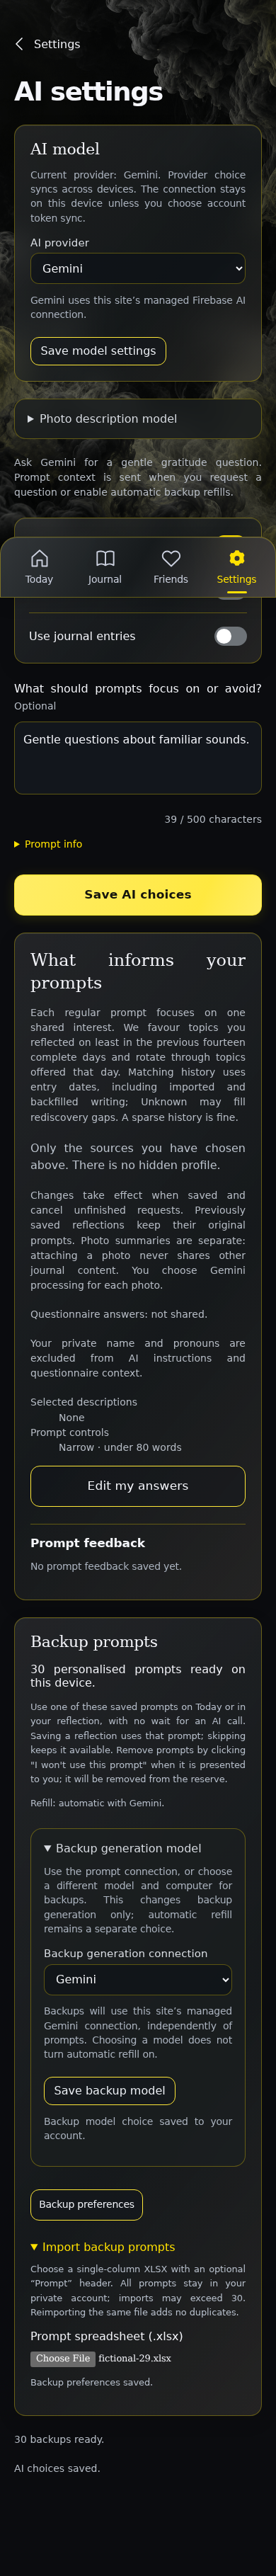 Settings
AI settings
AI model
Current provider: Gemini. Provider choice
syncs across devices. The connection stays
on this device unless you choose account
token sync.
AI provider
Gemini
Gemini uses this site’s managed Firebase AI
connection.
Save model settings
▶ Photo description model
Ask Gemini for a gentle gratitude question.
Prompt context is sent when you request a
question or enable automatic backup refills.
Today
Journal
Friends
Settings
Use journal entries
What should prompts focus on or avoid?
Optional
Gentle questions about familiar sounds.
39 / 500 characters
▶ Prompt info
Save AI choices
What informs your
prompts
Each regular prompt focuses on one
shared interest. We favour topics you
reflected on least in the previous fourteen
complete days and rotate through topics
offered that day. Matching history uses
entry dates, including imported and
backfilled writing; Unknown may fill
rediscovery gaps. A sparse history is fine.
Only the sources you have chosen
above. There is no hidden profile.
Changes take effect when saved and
cancel unfinished requests. Previously
saved reflections keep their original
prompts. Photo summaries are separate:
attaching a photo never shares other
journal content. You choose Gemini
processing for each photo.
Questionnaire answers: not shared.
Your private name and pronouns are
excluded from AI instructions and
questionnaire context.
Selected descriptions
None
Prompt controls
Narrow · under 80 words
Edit my answers
Prompt feedback
No prompt feedback saved yet.
Backup prompts
30 personalised prompts ready on
this device.
Use one of these saved prompts on Today or in
your reflection, with no wait for an AI call.
Saving a reflection uses that prompt; skipping
keeps it available. Remove prompts by clicking
"I won't use this prompt" when it is presented
to you; it will be removed from the reserve.
Refill: automatic with Gemini.
▼ Backup generation model
Use the prompt connection, or choose
a different model and computer for
backups. This changes backup
generation only; automatic refill
remains a separate choice.
Backup generation connection
Gemini
Backups will use this site’s managed
Gemini connection, independently of
prompts. Choosing a model does not
turn automatic refill on.
Save backup model
Backup model choice saved to your
account.
Backup preferences
▼ Import backup prompts
Choose a single-column XLSX with an optional
“Prompt” header. All prompts stay in your
private account; imports may exceed 30.
Reimporting the same file adds no duplicates.
Prompt spreadsheet (.xlsx)
Choose File fictional-29.xlsx
Backup preferences saved.
30 backups ready.
AI choices saved.